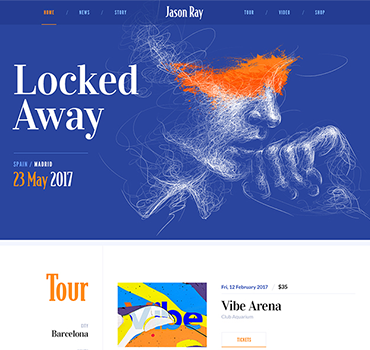 HOME / NEWS / STORY Jason Ray TOUR / VIDEO / SHOP
Locked
Away
SPAIN / MADRID
23 May 2017
Tour
Barcelona
Vibe
Fri, 12 February 2017 / $35
Vibe Arena
Club Aquarium
TICKETS